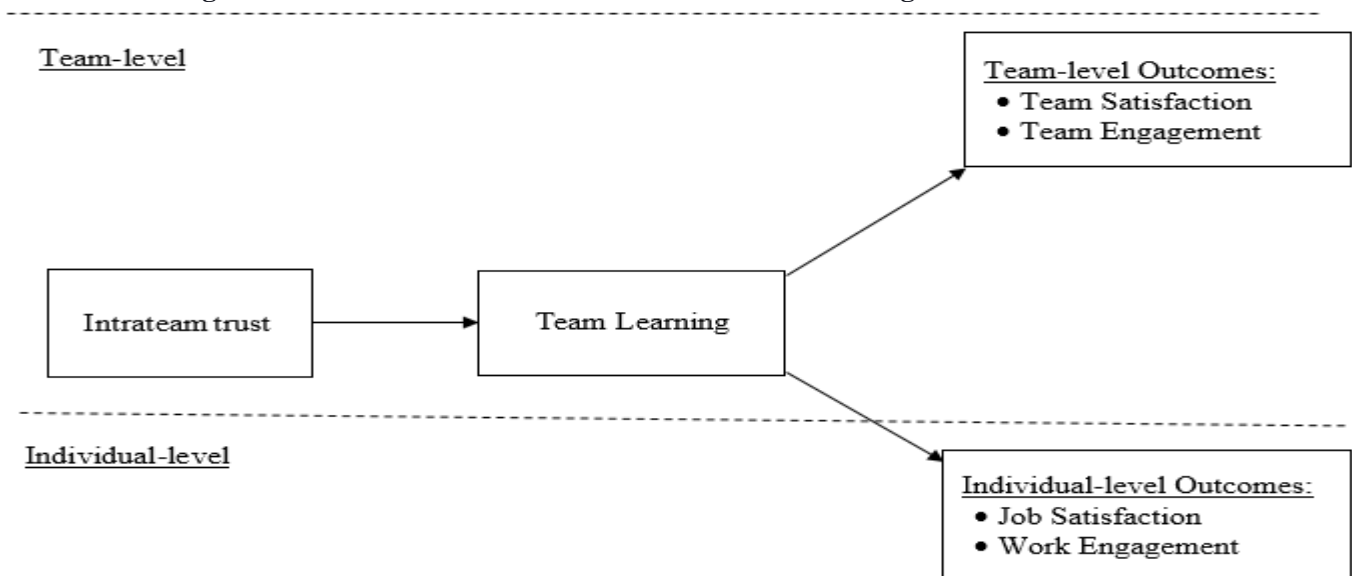 Team-level
Team-level Outcomes:
• Team Satisfaction
• Team Engagement
Intrateam trust
Team Learning
Individual-level
Individual-level Outcomes:
• Job Satisfaction
• Work Engagement